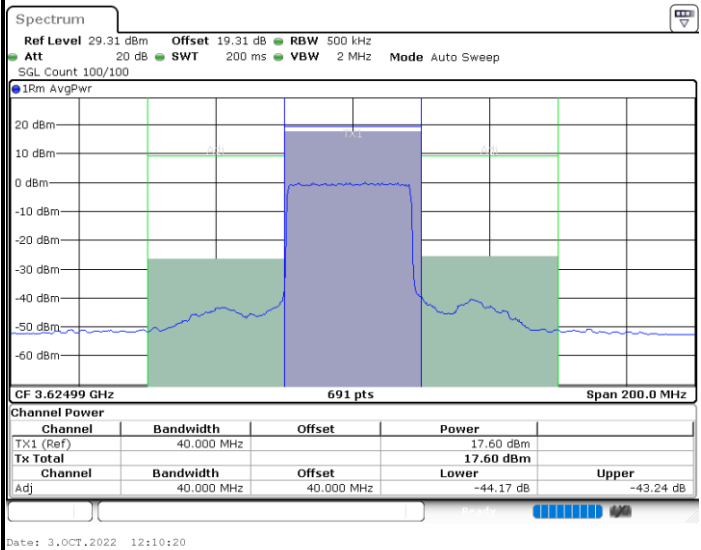 Spectrum
Ref Level 29.31 dBm Offset 19.31 dB RBW 500 kHz
Att 20 dB SWT 200 ms VBW 2 MHz Mode Auto Sweep
SGL Count 100/100
1Rm AvgPwr
20 dBm
TX1
10 dBm
Adj Adj
0 dBm
-10 dBm
-20 dBm
-30 dBm
-40 dBm
-50 dBm
-60 dBm
CF 3.62499 GHz 691 pts Span 200.0 MHz
Channel Power
Channel Bandwidth Offset Power
TX1 (Ref) 40.000 MHz 17.60 dBm
Tx Total 17.60 dBm
Channel Bandwidth Offset Lower Upper
Adj 40.000 MHz 40.000 MHz -44.17 dB -43.24 dB
Ready
Date: 3.OCT.2022 12:10:20